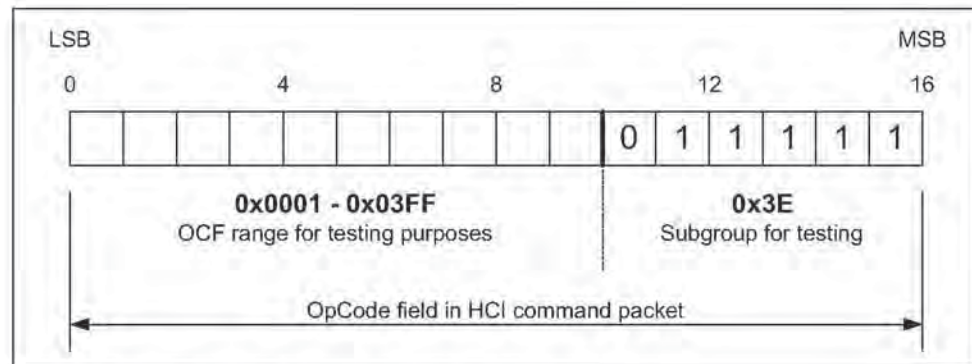 LSB MSB
0 4 8 12 16
0 1 1 1 1 1
0x0001 - 0x03FF 0x3E
OCF range for testing purposes Subgroup for testing
OpCode field in HCI command packet